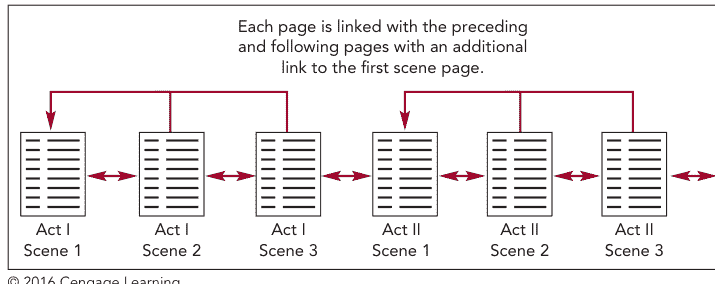 Each page is linked with the preceding
and following pages with an additional
link to the first scene page.
Act I
Scene 1
Act I
Scene 2
Act I
Scene 3
Act II
Scene 1
Act II
Scene 2
Act II
Scene 3
© 2016 Cengage Learning